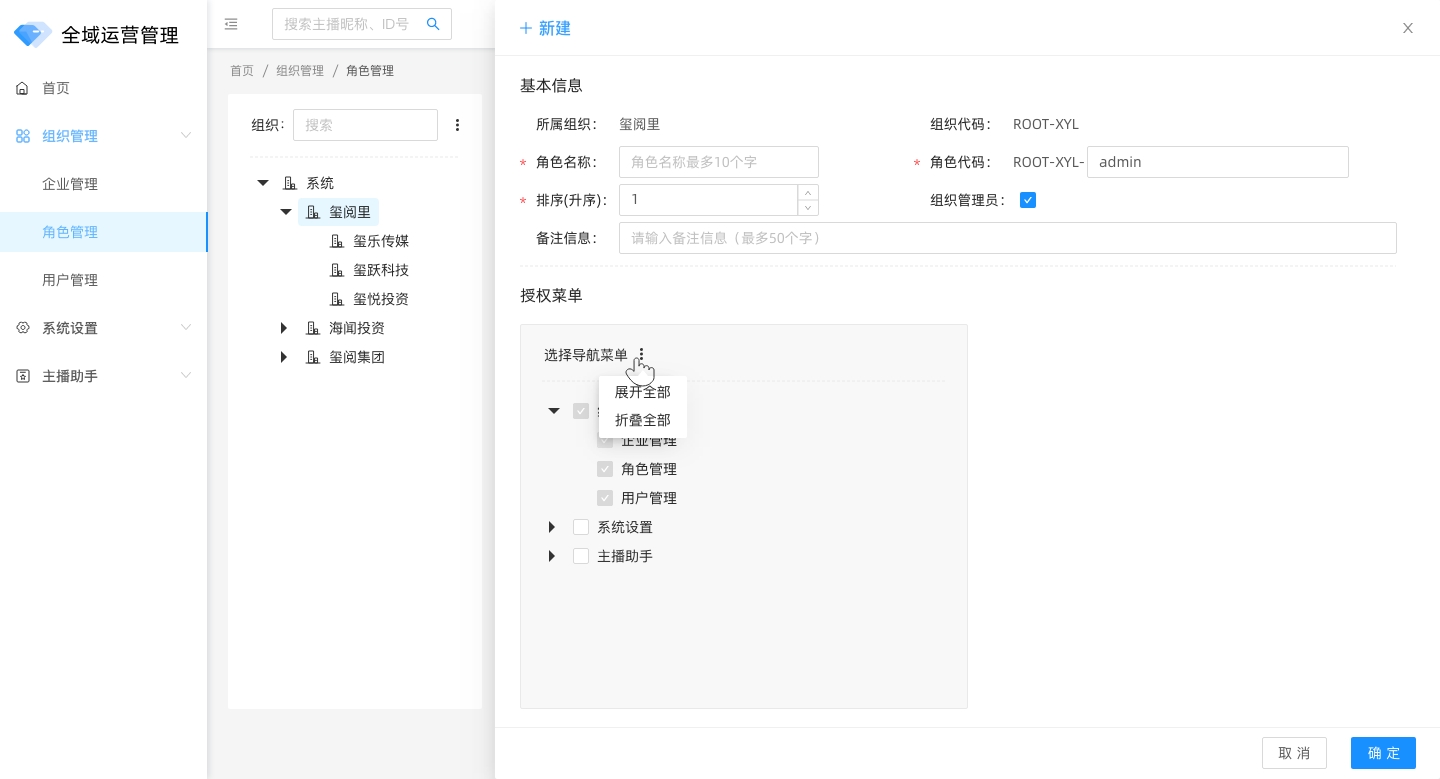 全域运营管理
首页
组织管理
企业管理
角色管理
用户管理
系统设置
主播助手
搜索主播昵称、ID号
首页 / 组织管理 / 角色管理
组织： 搜索
系统
玺阅里
玺乐传媒
玺跃科技
玺悦投资
海闻投资
玺阅集团
+ 新建
X
基本信息
所属组织： 玺阅里 组织代码： ROOT-XYL
* 角色名称： 角色名称最多10个字 * 角色代码： ROOT-XYL- admin
* 排序(升序)： 1 组织管理员：
备注信息： 请输入备注信息（最多50个字）
授权菜单
选择导航菜单
展开全部
折叠全部
企业管理
角色管理
用户管理
系统设置
主播助手
取 消
确 定